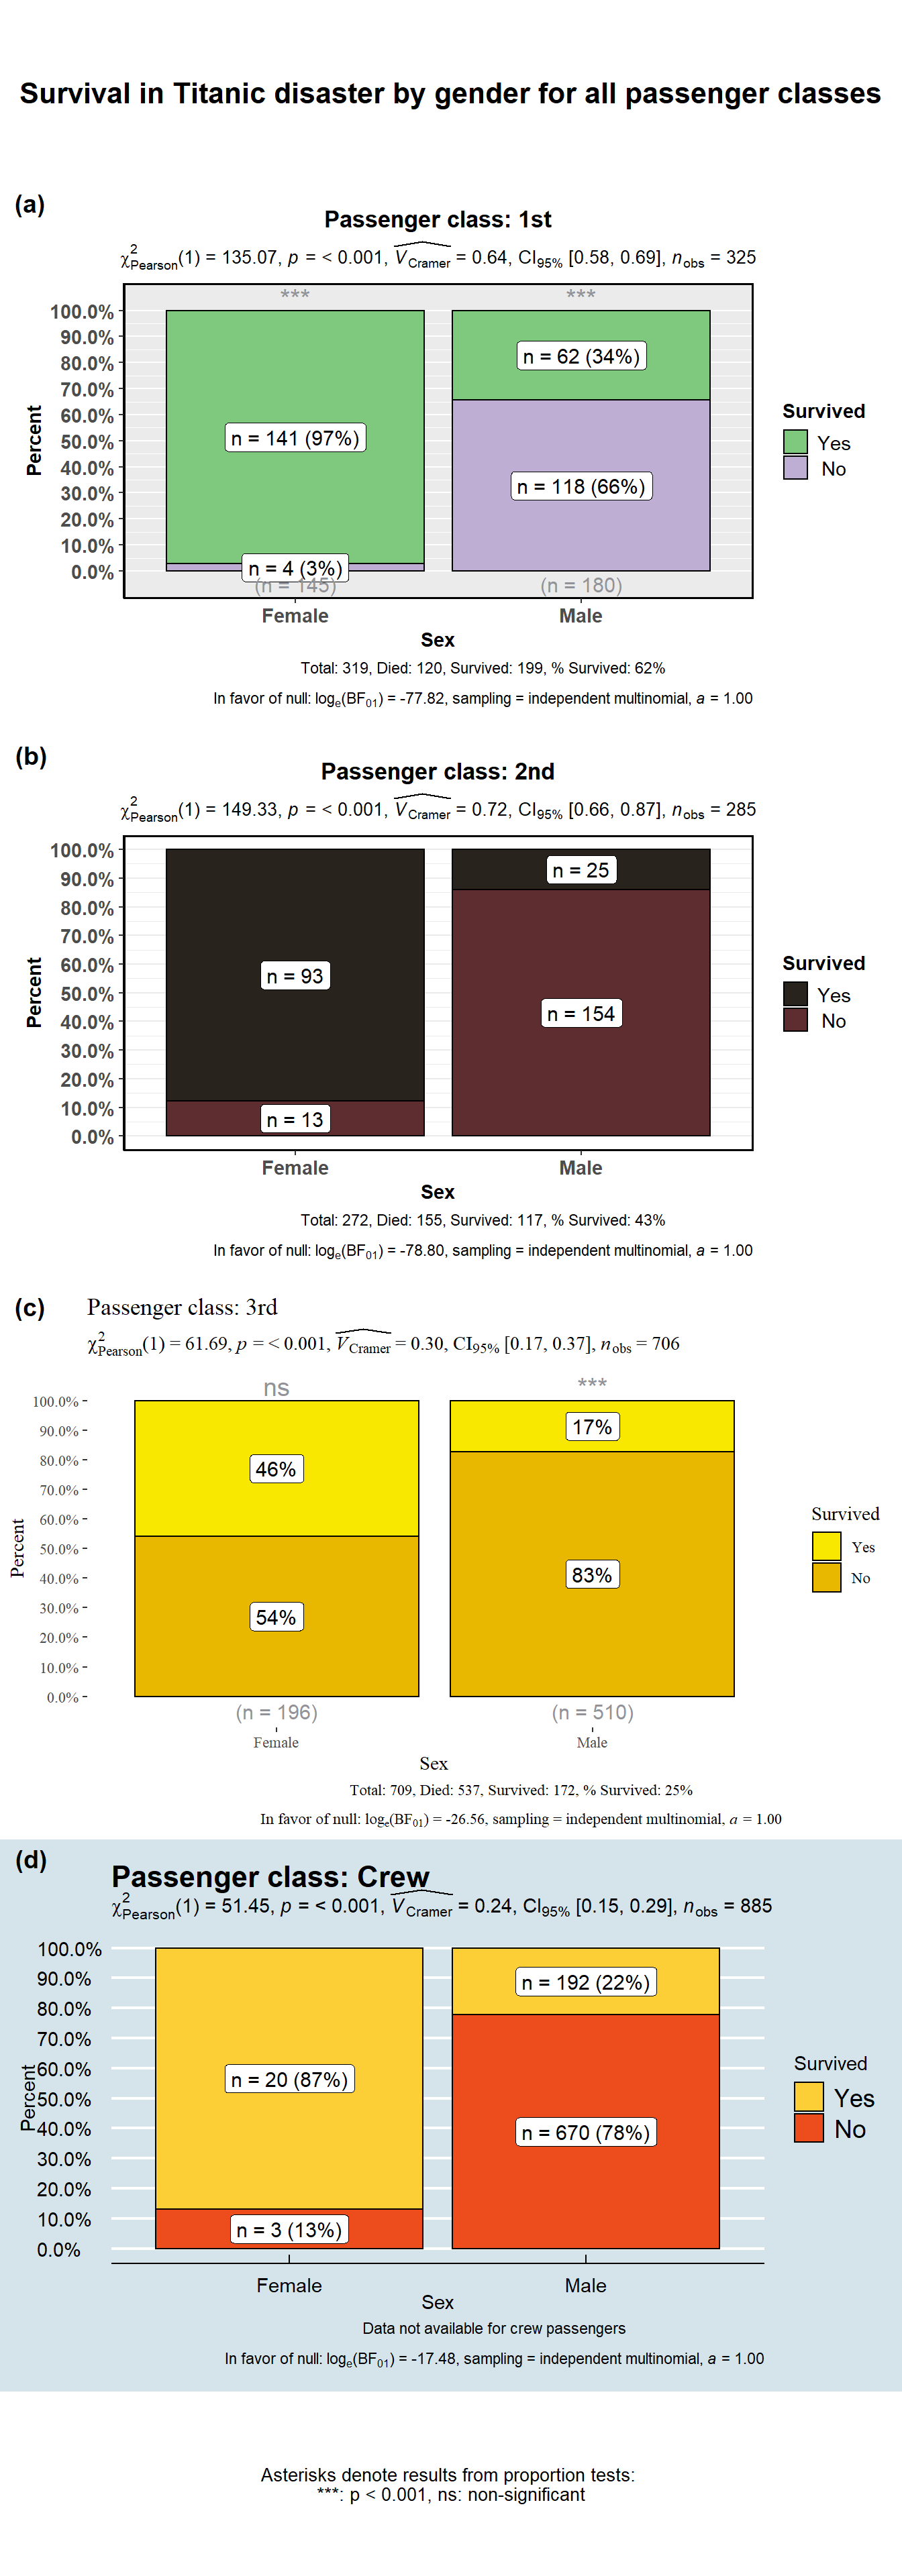 Survival in Titanic disaster by gender for all passenger classes
(a)
Passenger class: 1st
χ²Pearson(1) = 135.07, p = < 0.001, V̂Cramer = 0.64, CI95% [0.58, 0.69], nobs = 325
*** ***
100.0%
90.0%
80.0%
70.0%
60.0%
50.0%
40.0%
30.0%
20.0%
10.0%
0.0%
Percent
n = 62 (34%)
n = 141 (97%)
n = 118 (66%)
n = 4 (3%)
(n = 145) (n = 180)
Female Male
Sex
Survived
Yes
No
Total: 319, Died: 120, Survived: 199, % Survived: 62%
In favor of null: loge(BF01) = -77.82, sampling = independent multinomial, a = 1.00
(b)
Passenger class: 2nd
χ²Pearson(1) = 149.33, p = < 0.001, V̂Cramer = 0.72, CI95% [0.66, 0.87], nobs = 285
100.0%
90.0%
80.0%
70.0%
60.0%
50.0%
40.0%
30.0%
20.0%
10.0%
0.0%
Percent
n = 25
n = 93
n = 154
n = 13
Female Male
Sex
Survived
Yes
No
Total: 272, Died: 155, Survived: 117, % Survived: 43%
In favor of null: loge(BF01) = -78.80, sampling = independent multinomial, a = 1.00
(c)
Passenger class: 3rd
χ²Pearson(1) = 61.69, p = < 0.001, V̂Cramer = 0.30, CI95% [0.17, 0.37], nobs = 706
ns ***
100.0%
90.0%
80.0%
70.0%
60.0%
50.0%
40.0%
30.0%
20.0%
10.0%
0.0%
Percent
17%
46%
83%
54%
(n = 196) (n = 510)
Female Male
Sex
Survived
Yes
No
Total: 709, Died: 537, Survived: 172, % Survived: 25%
In favor of null: loge(BF01) = -26.56, sampling = independent multinomial, a = 1.00
(d)
Passenger class: Crew
χ²Pearson(1) = 51.45, p = < 0.001, V̂Cramer = 0.24, CI95% [0.15, 0.29], nobs = 885
100.0%
90.0%
80.0%
70.0%
60.0%
50.0%
40.0%
30.0%
20.0%
10.0%
0.0%
Percent
n = 192 (22%)
n = 20 (87%)
n = 670 (78%)
n = 3 (13%)
Female Male
Sex
Survived
Yes
No
Data not available for crew passengers
In favor of null: loge(BF01) = -17.48, sampling = independent multinomial, a = 1.00
Asterisks denote results from proportion tests:
***: p < 0.001, ns: non-significant